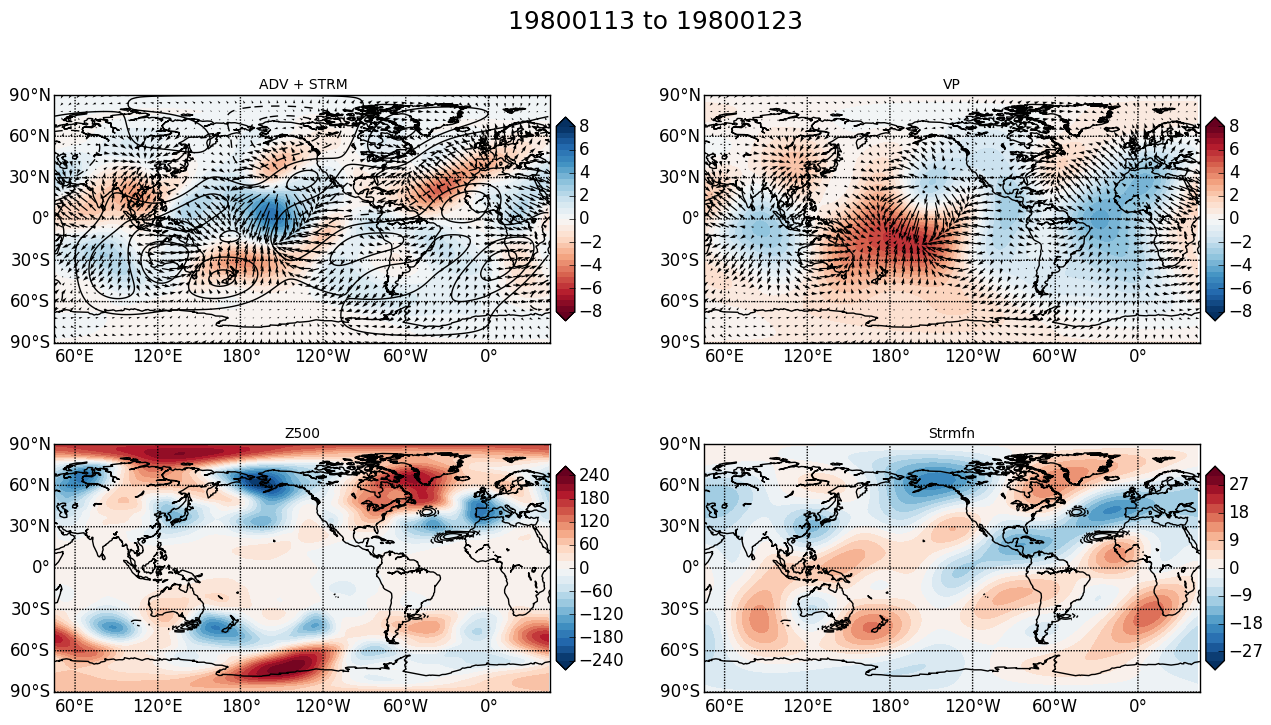 19800113 to 19800123
ADV + STRM
90°N
60°N
30°N
0°
30°S
60°S
90°S
60°E 120°E 180° 120°W 60°W 0°
8
6
4
2
0
−2
−4
−6
−8
VP
90°N
60°N
30°N
0°
30°S
60°S
90°S
60°E 120°E 180° 120°W 60°W 0°
8
6
4
2
0
−2
−4
−6
−8
Z500
90°N
60°N
30°N
0°
30°S
60°S
90°S
60°E 120°E 180° 120°W 60°W 0°
240
180
120
60
0
−60
−120
−180
−240
Strmfn
90°N
60°N
30°N
0°
30°S
60°S
90°S
60°E 120°E 180° 120°W 60°W 0°
27
18
9
0
−9
−18
−27